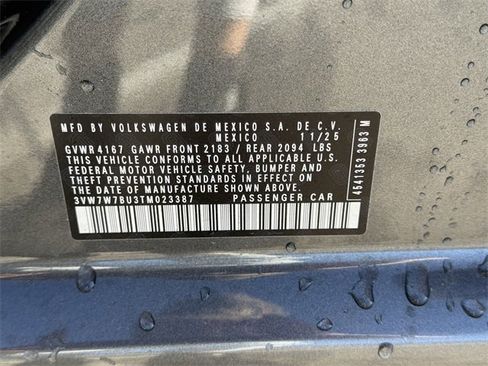 MFD BY VOLKSWAGEN DE MEXICO S.A. DE C.V.
MEXICO 11/25
GVWR 4167 GAWR FRONT 2183 / REAR 2094 LBS
THIS VEHICLE CONFORMS TO ALL APPLICABLE U.S.
FEDERAL MOTOR VEHICLE SAFETY, BUMPER AND
THEFT PREVENTION STANDARDS IN EFFECT ON THE
DATE OF MANUFACTURE SHOWN ABOVE.
3VW7W7BU3TM023387 PASSENGER CAR
4541353 3963 M